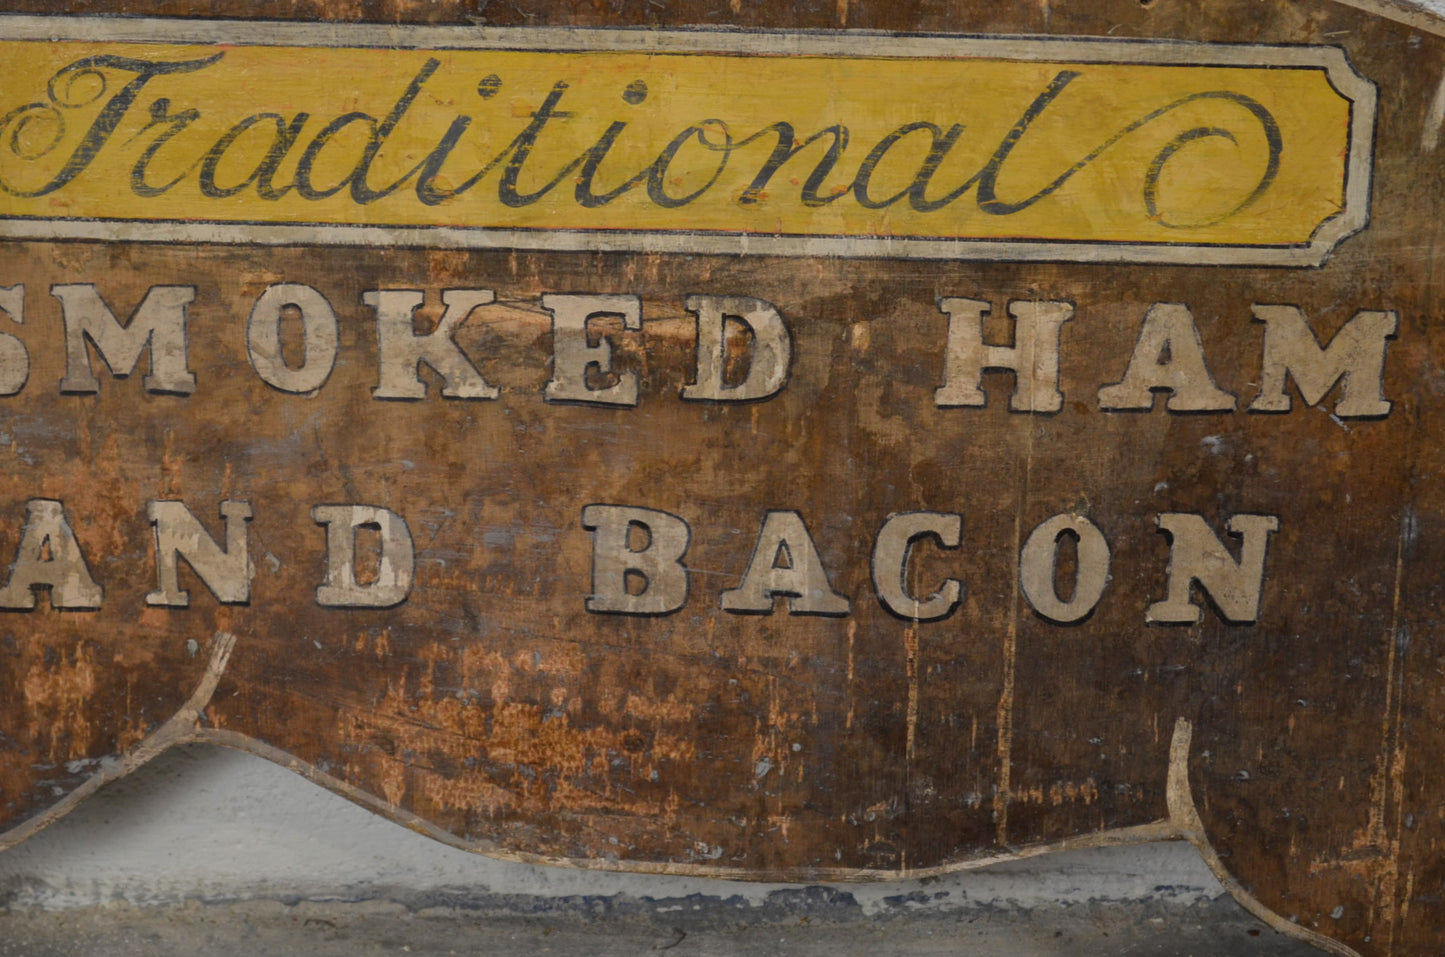 Traditional
SMOKED HAM
AND BACON